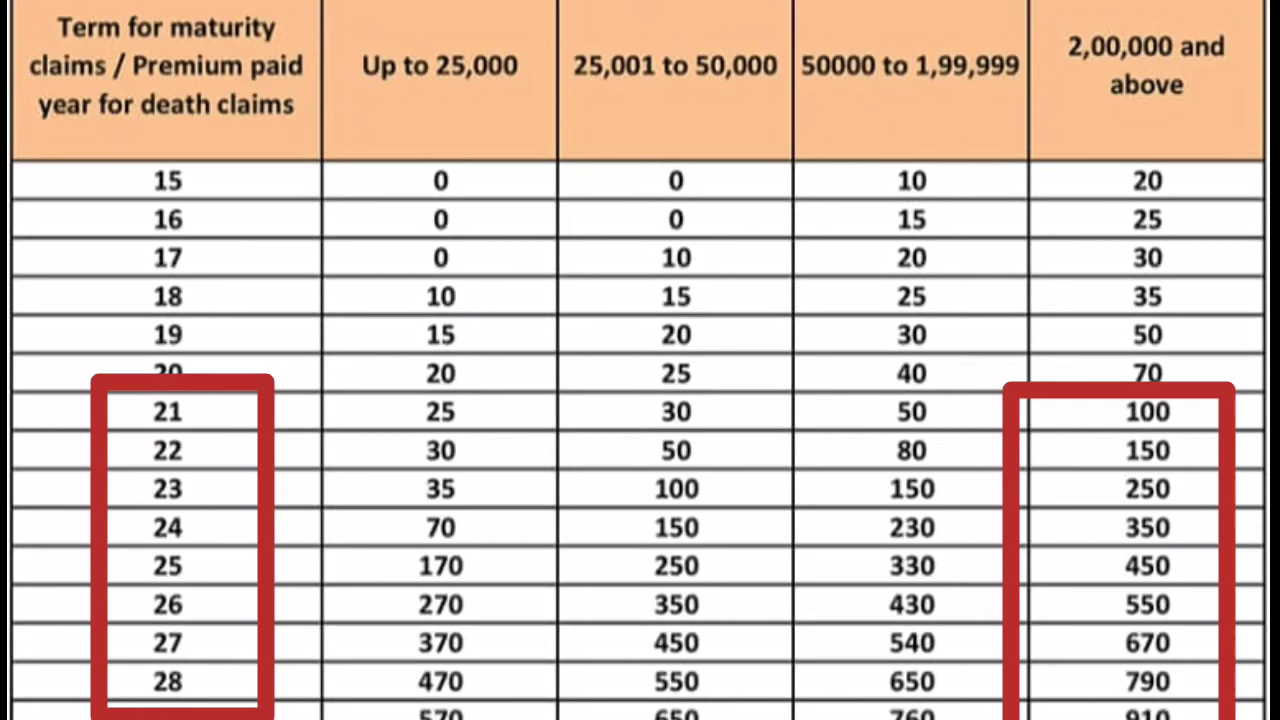 Term for maturity
claims / Premium paid
year for death claims
Up to 25,000
25,001 to 50,000
50000 to 1,99,999
2,00,000 and
above
15 0 0 10 20
16 0 0 15 25
17 0 10 20 30
18 10 15 25 35
19 15 20 30 50
20 20 25 40 70
21 25 30 50 100
22 30 50 80 150
23 35 100 150 250
24 70 150 230 350
25 170 250 330 450
26 270 350 430 550
27 370 450 540 670
28 470 550 650 790
570 650 760 910